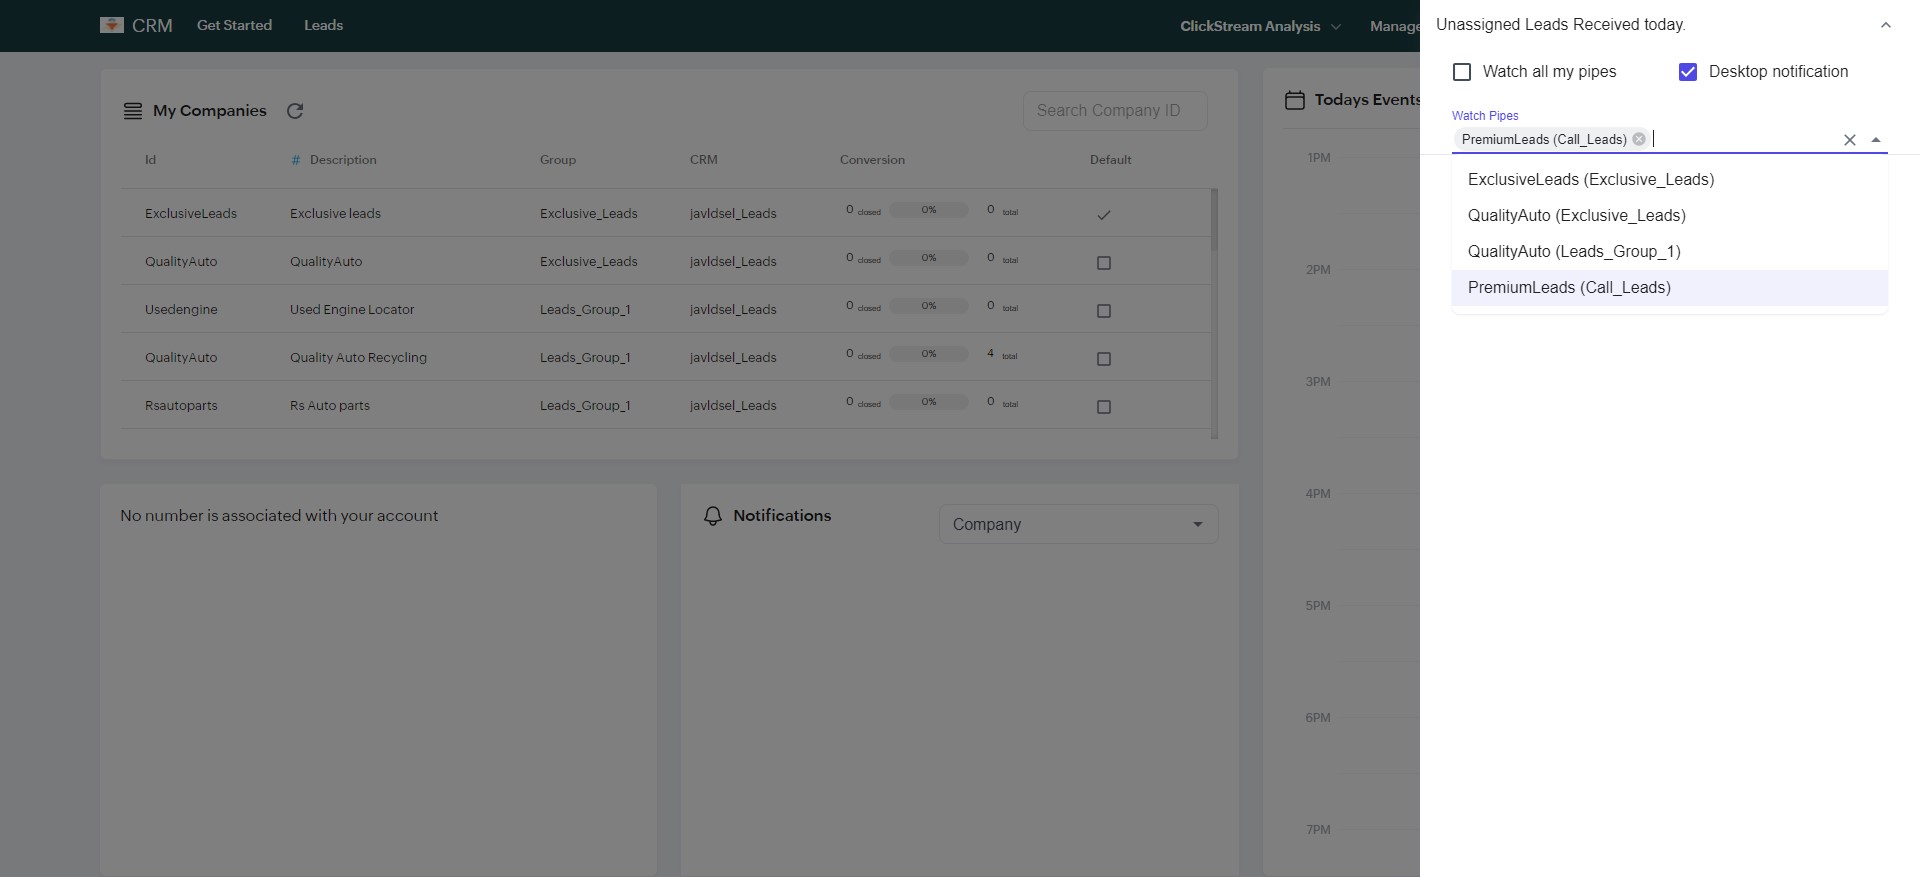 CRM Get Started Leads ClickStream Analysis Manage
My Companies Search Company ID
Id # Description Group CRM Conversion Default
ExclusiveLeads Exclusive leads Exclusive_Leads javldsel_Leads 0 closed 0% 0 total
QualityAuto QualityAuto Exclusive_Leads javldsel_Leads 0 closed 0% 0 total
Usedengine Used Engine Locator Leads_Group_1 javldsel_Leads 0 closed 0% 0 total
QualityAuto Quality Auto Recycling Leads_Group_1 javldsel_Leads 0 closed 0% 4 total
Rsautoparts Rs Auto parts Leads_Group_1 javldsel_Leads 0 closed 0% 0 total
No number is associated with your account
Notifications Company
Todays Events
1PM
2PM
3PM
4PM
5PM
6PM
7PM
Unassigned Leads Received today.
Watch all my pipes Desktop notification
Watch Pipes
PremiumLeads (Call_Leads)
ExclusiveLeads (Exclusive_Leads)
QualityAuto (Exclusive_Leads)
QualityAuto (Leads_Group_1)
PremiumLeads (Call_Leads)